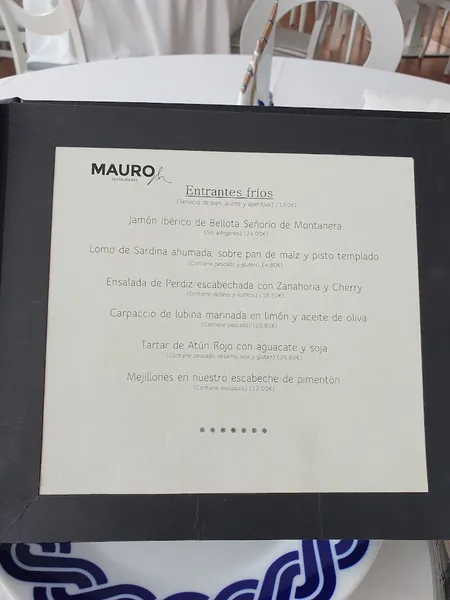 MAURO
RESTAURANTE
Entrantes fríos
(Servicio de pan, aceite y aperitivo) (1,50€)
Jamón Ibérico de Bellota Señorío de Montanera
(Sin alérgenos) (24,00€)
Lomo de Sardina ahumada, sobre pan de maíz y pisto templado
(Contiene pescado y gluten) (4,80€)
Ensalada de Perdiz escabechada con Zanahoria y Cherry
(Contiene lácteo y sulfitos) (18,50€)
Carpaccio de lubina marinada en limón y aceite de oliva
(Contiene pescado) (25,80€)
Tartar de Atún Rojo con aguacate y soja
(Contiene pescado, sésamo, soja y gluten) (26,80€)
Mejillones en nuestro escabeche de pimentón
(Contiene moluscos) (12,00€)